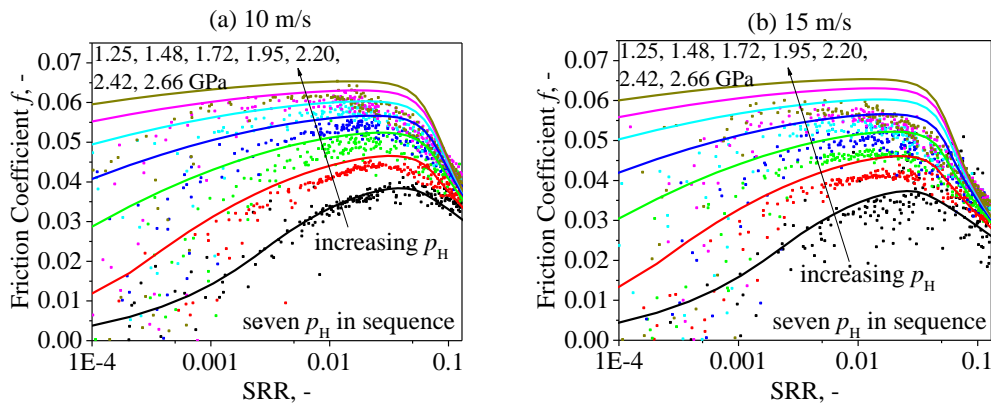 (a) 10 m/s
1.25, 1.48, 1.72, 1.95, 2.20,
2.42, 2.66 GPa
0.07
0.06
0.05
0.04
0.03
0.02
0.01
0.00
Friction Coefficient f, -
increasing pH
seven pH in sequence
1E-4
0.001
0.01
0.1
SRR, -
(b) 15 m/s
1.25, 1.48, 1.72, 1.95, 2.20,
2.42, 2.66 GPa
0.07
0.06
0.05
0.04
0.03
0.02
0.01
0.00
Friction Coefficient f, -
increasing pH
seven pH in sequence
1E-4
0.001
0.01
0.1
SRR, -